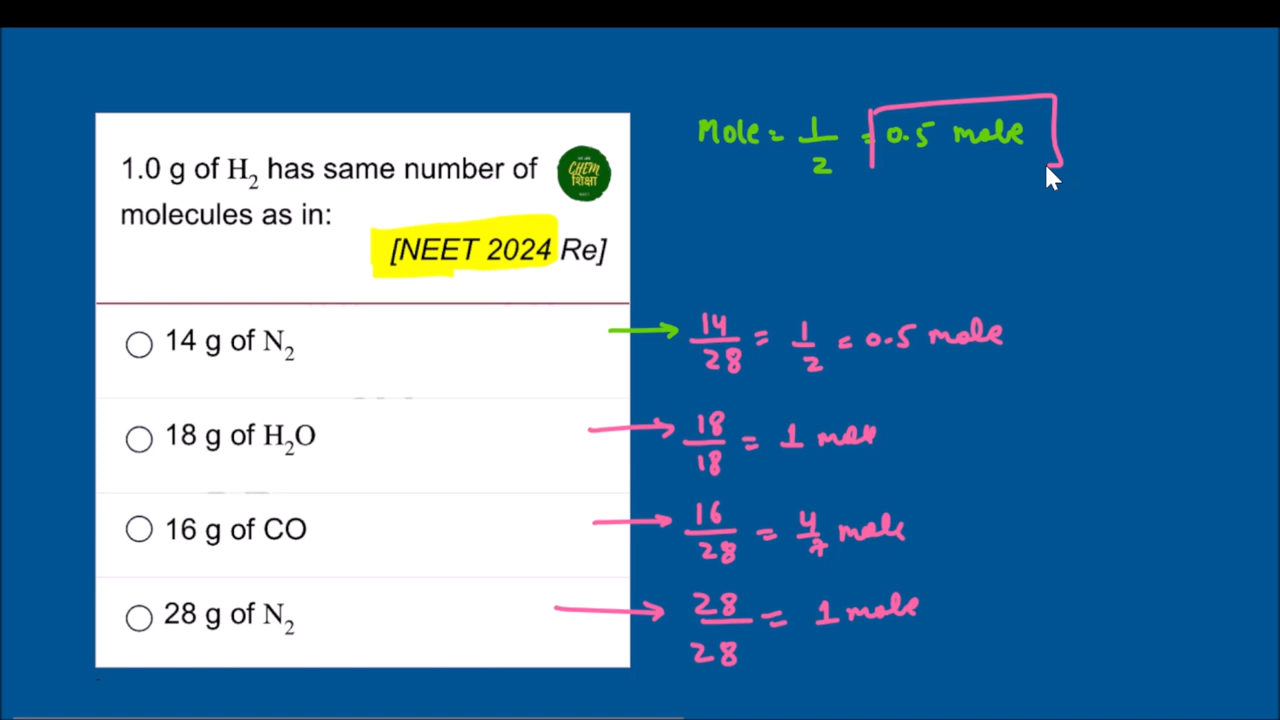 1.0 g of H₂ has same number of
molecules as in:
CHEM
शिक्षा
[NEET 2024 Re]
14 g of N₂
18 g of H₂O
16 g of CO
28 g of N₂
Mole = 1/2 = 0.5 mole
14/28 = 1/2 = 0.5 mole
18/18 = 1 mole
16/28 = 4/7 mole
28/28 = 1 mole